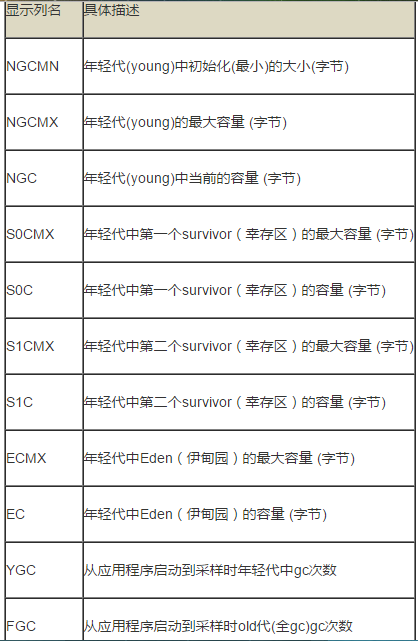 显示列名 具体描述
NGCMN 年轻代(young)中初始化(最小)的大小(字节)
NGCMX 年轻代(young)的最大容量 (字节)
NGC 年轻代(young)中当前的容量 (字节)
S0CMX 年轻代中第一个survivor（幸存区）的最大容量 (字节)
S0C 年轻代中第一个survivor（幸存区）的容量 (字节)
S1CMX 年轻代中第二个survivor（幸存区）的最大容量 (字节)
S1C 年轻代中第二个survivor（幸存区）的容量 (字节)
ECMX 年轻代中Eden（伊甸园）的最大容量 (字节)
EC 年轻代中Eden（伊甸园）的容量 (字节)
YGC 从应用程序启动到采样时年轻代中gc次数
FGC 从应用程序启动到采样时old代(全gc)gc次数